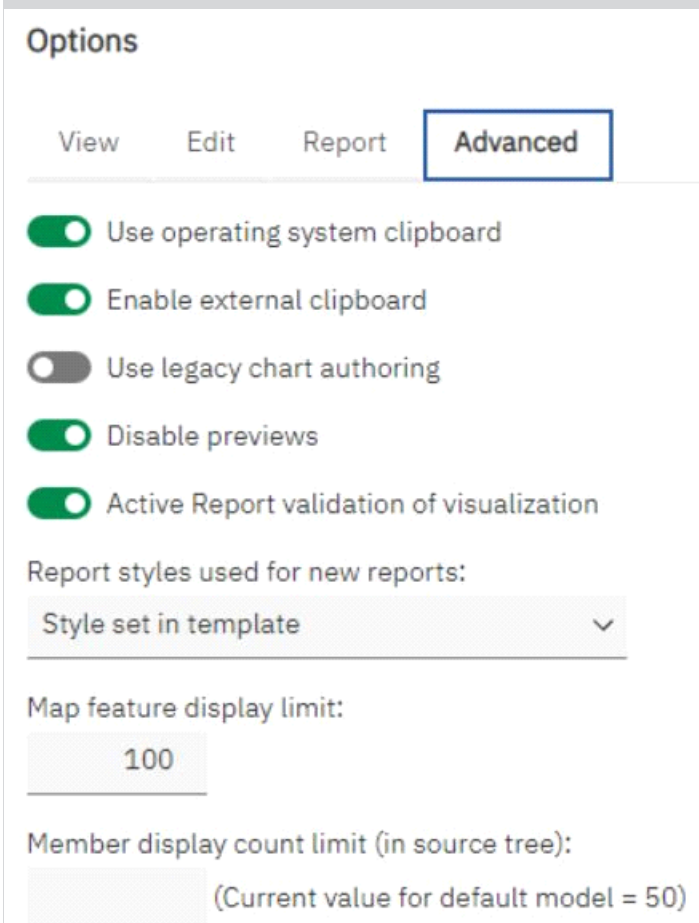 Options
View Edit Report Advanced
Use operating system clipboard
Enable external clipboard
Use legacy chart authoring
Disable previews
Active Report validation of visualization
Report styles used for new reports:
Style set in template
Map feature display limit:
100
Member display count limit (in source tree):
(Current value for default model = 50)